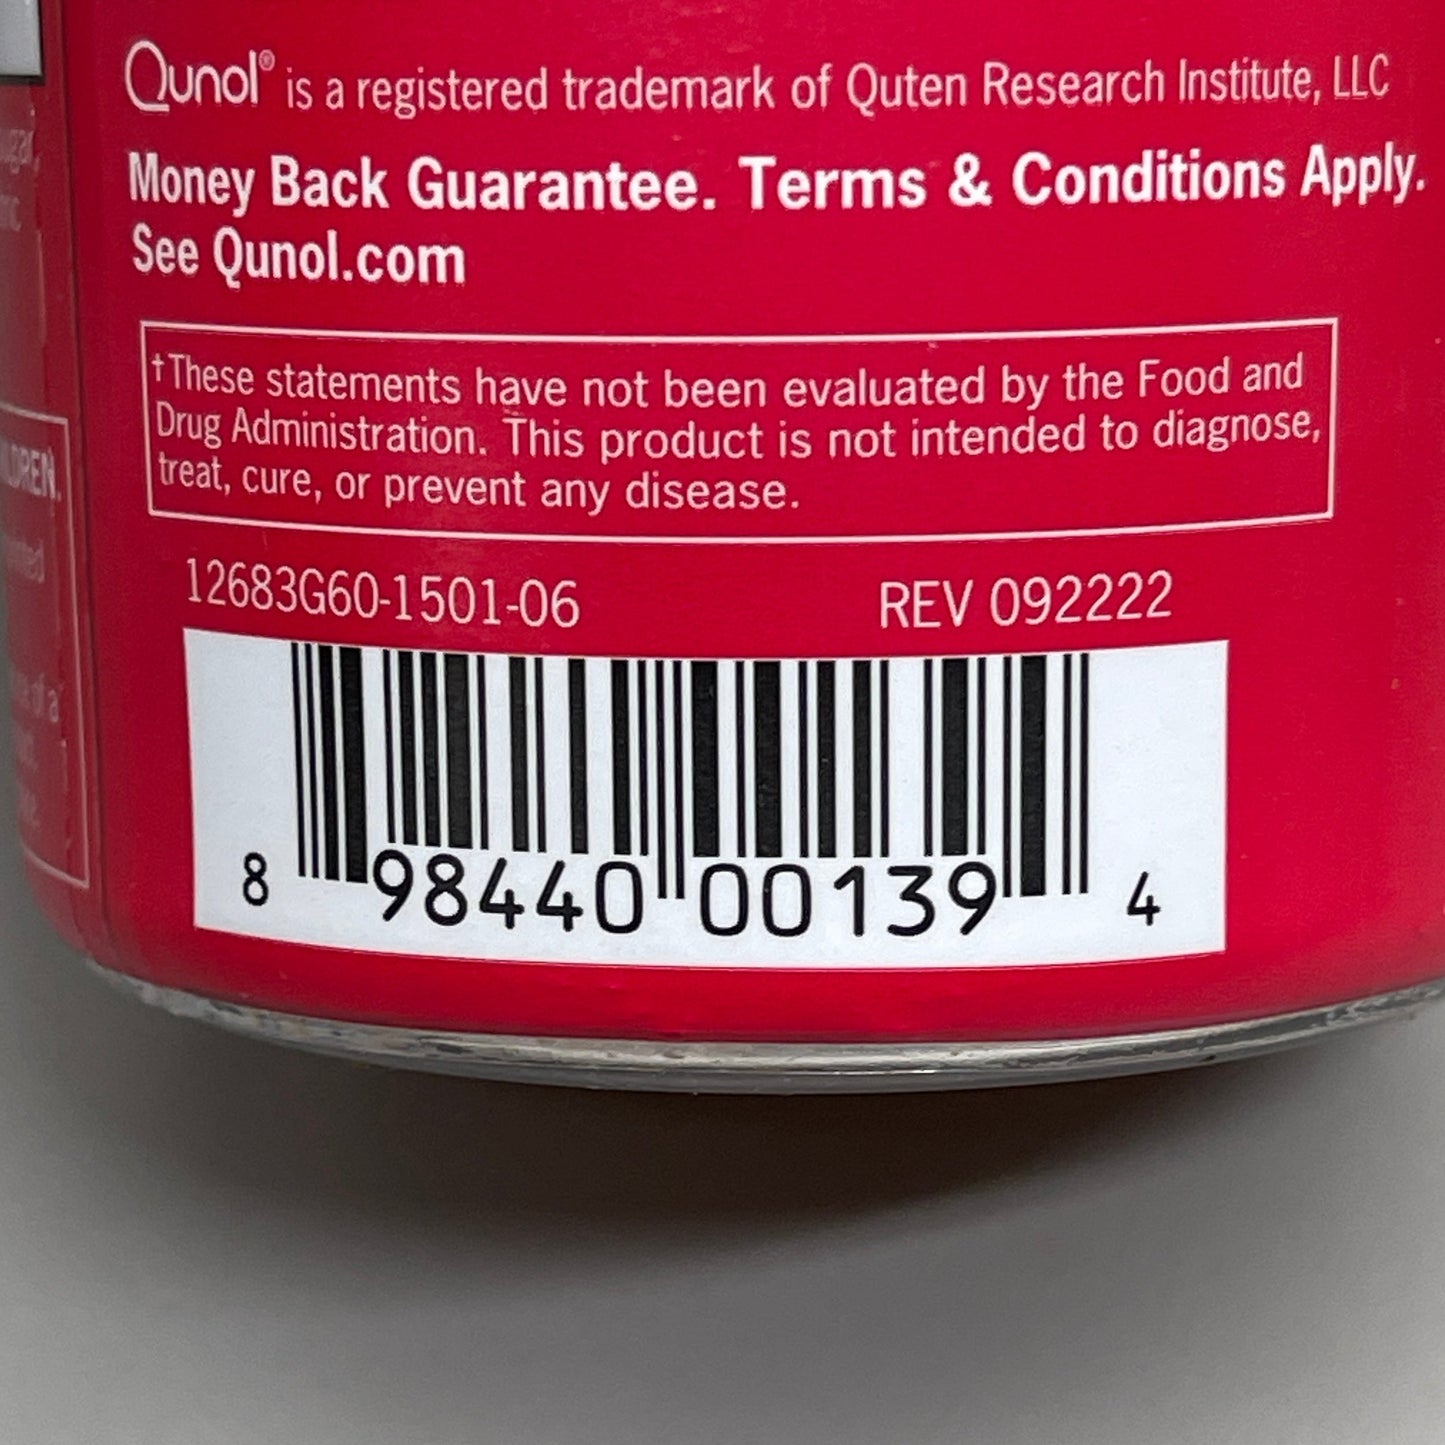 Qunol® is a registered trademark of Quten Research Institute, LLC
Money Back Guarantee. Terms & Conditions Apply.
See Qunol.com
†These statements have not been evaluated by the Food and
Drug Administration. This product is not intended to diagnose,
treat, cure, or prevent any disease.
12683G60-1501-06 REV 092222
8 98440 00139 4